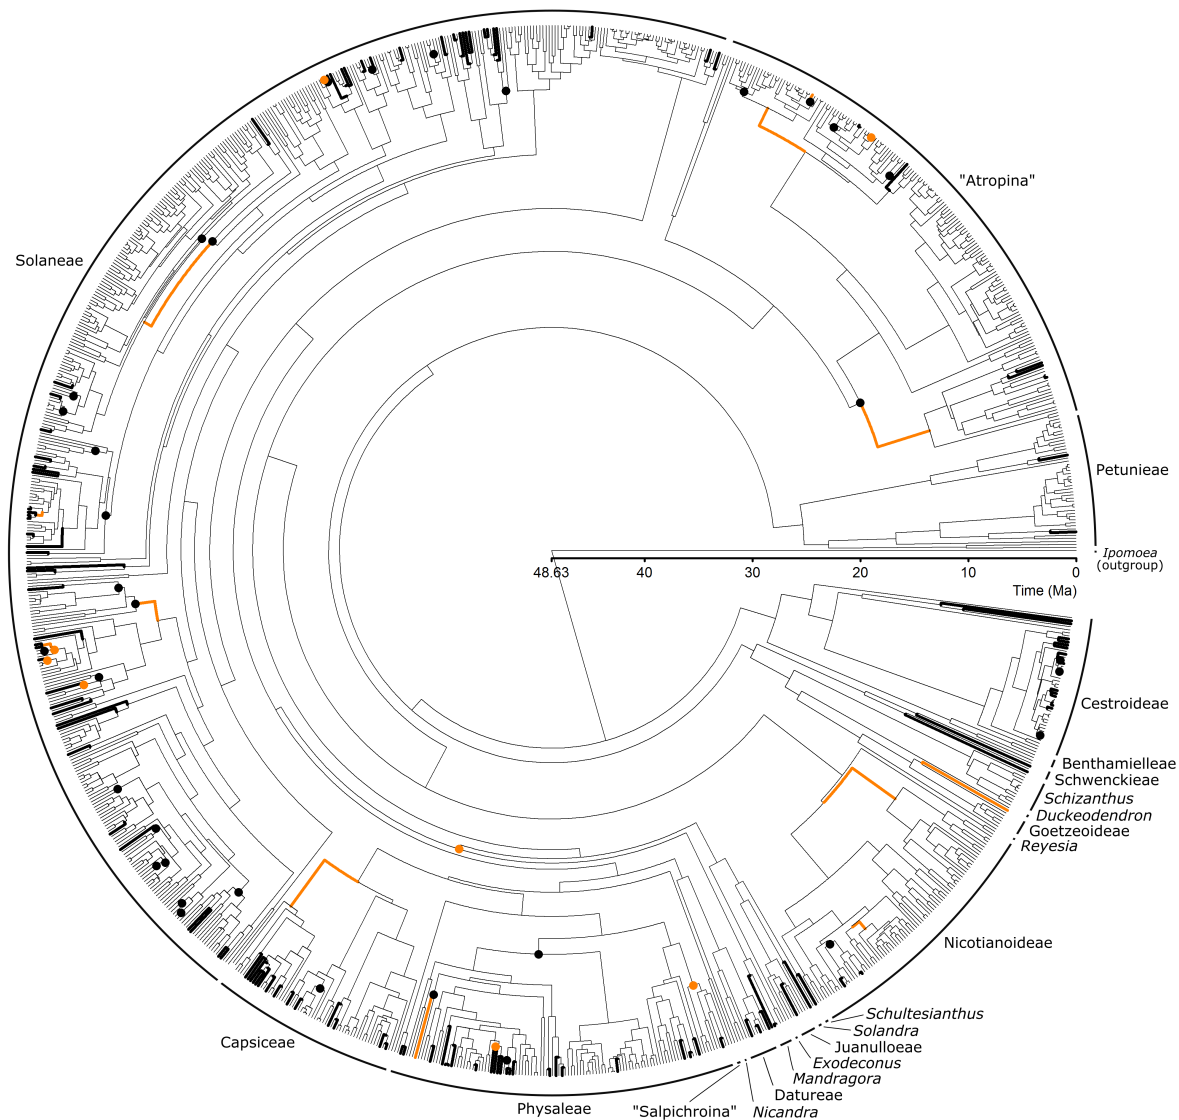 "Atropina"
Solaneae
Petunieae
Ipomoea
(outgroup)
48.63 40 30 20 10 0
Time (Ma)
Cestroideae
Benthamielleae
Schwenckieae
Schizanthus
Duckeodendron
Goetzeoideae
Reyesia
Nicotianoideae
Schultesianthus
Solandra
Juanulloeae
Exodeconus
Mandragora
Datureae
Nicandra
"Salpichroina"
Physaleae
Capsiceae